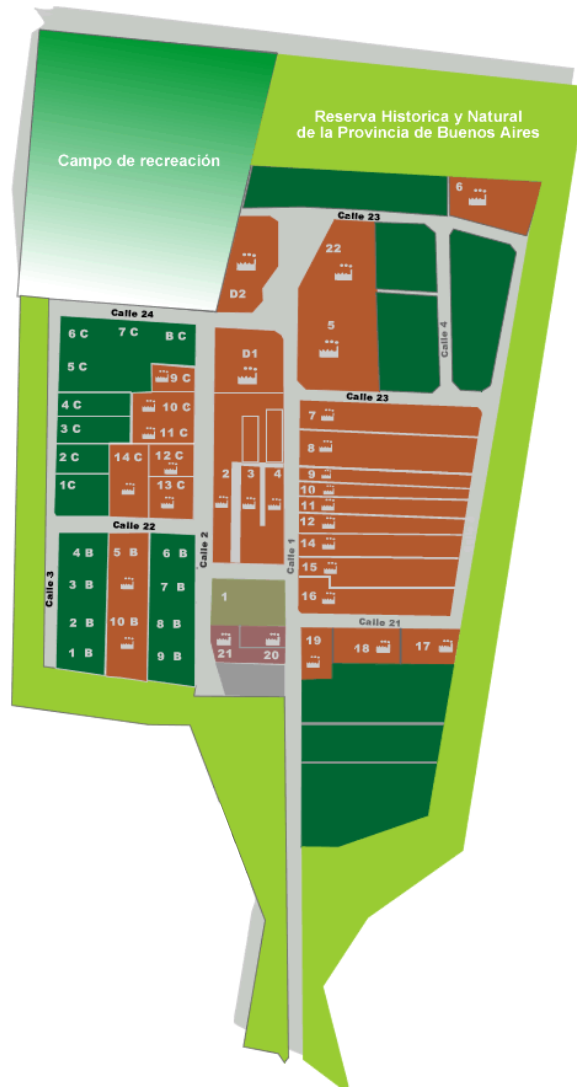 Reserva Historica y Natural
de la Provincia de Buenos Aires
Campo de recreación
6
Calle 23
22
D2
5
Calle 4
Calle 24
6 C
7 C
B C
5 C
D1
9 C
Calle 23
4 C
10 C
7
3 C
11 C
8
2 C
14 C
12 C
2
3
4
9
1C
13 C
10
11
12
Calle 22
Calle 2
Calle 1
14
4 B
5 B
6 B
15
Calle 3
3 B
7 B
1
16
2 B
10 B
8 B
Calle 21
1 B
9 B
21
20
19
18
17